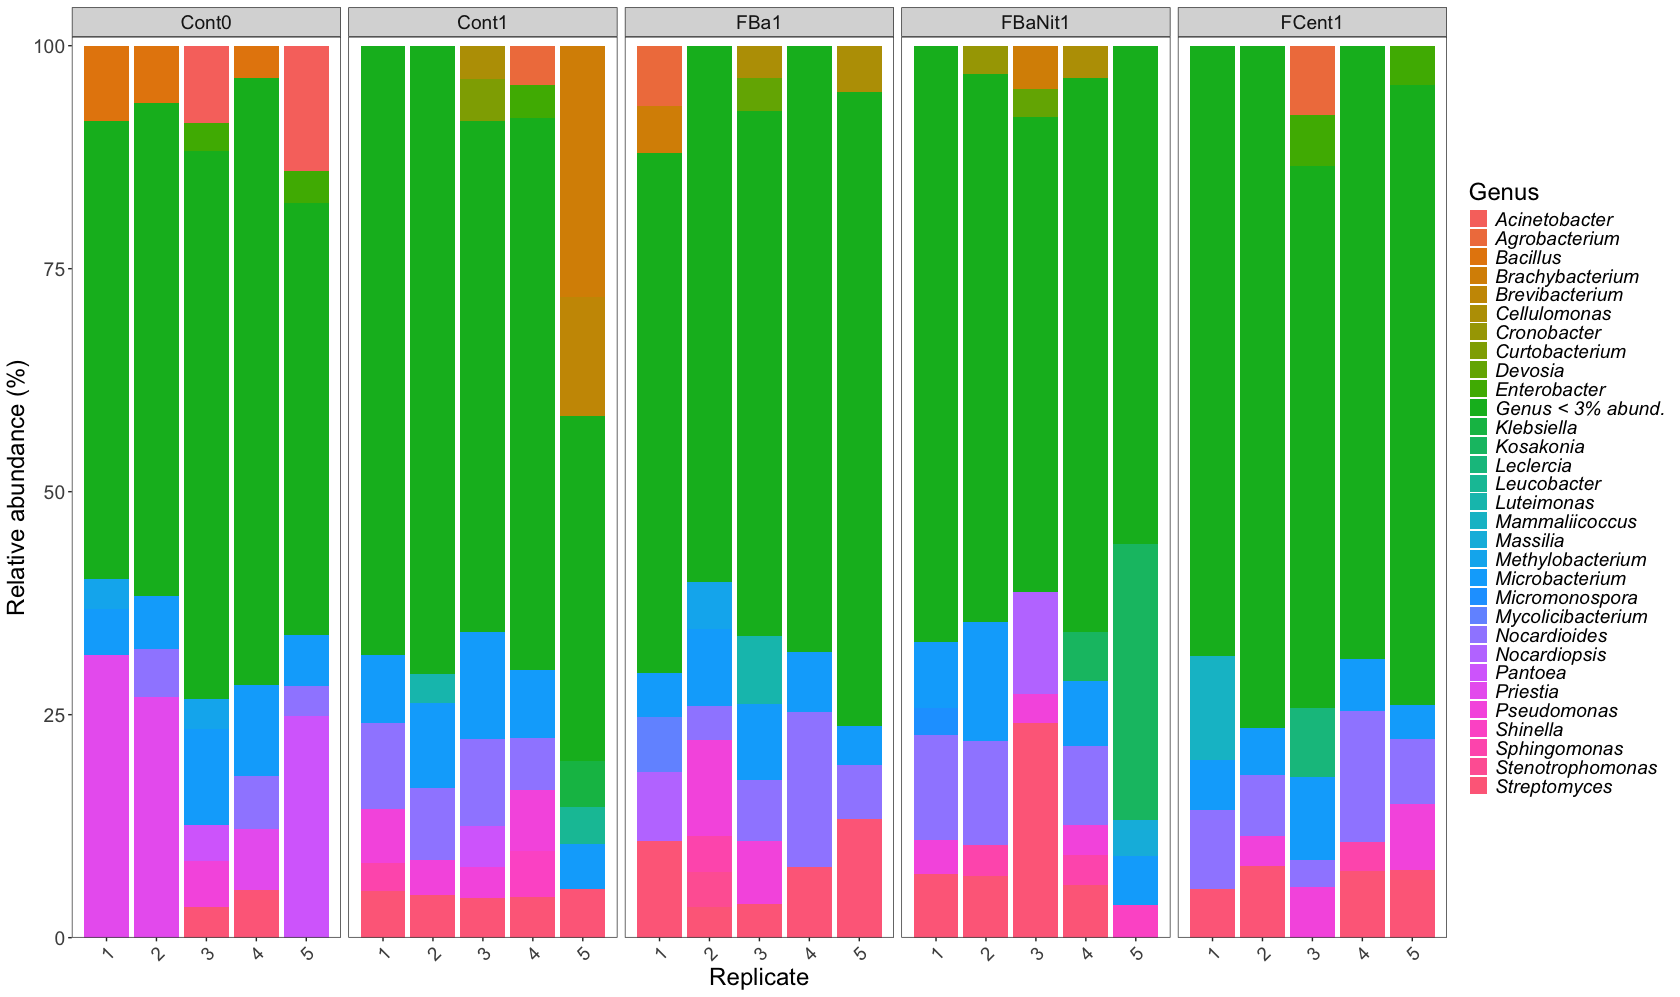 Cont0 Cont1 FBa1 FBaNit1 FCent1
100
75
50
25
0
Relative abundance (%)
1 2 3 4 5 1 2 3 4 5 1 2 3 4 5 1 2 3 4 5 1 2 3 4 5
Replicate
Genus
Acinetobacter
Agrobacterium
Bacillus
Brachybacterium
Brevibacterium
Cellulomonas
Cronobacter
Curtobacterium
Devosia
Enterobacter
Genus < 3% abund.
Klebsiella
Kosakonia
Leclercia
Leucobacter
Luteimonas
Mammaliicoccus
Massilia
Methylobacterium
Microbacterium
Micromonospora
Mycolicibacterium
Nocardioides
Nocardiopsis
Pantoea
Priestia
Pseudomonas
Shinella
Sphingomonas
Stenotrophomonas
Streptomyces